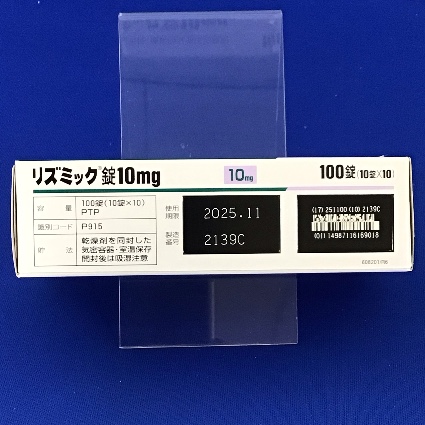 リズミック®錠10mg
10mg
100錠(10錠×10)
容 量
100錠(10錠×10)
PTP
識別コード
P915
貯 法
乾燥剤を同封した
気密容器・室温保存
開封後は吸湿注意
使用
期限
2025.11
製造
番号
2139C
(17) 251100 (10) 2139C
(01) 14987116169018